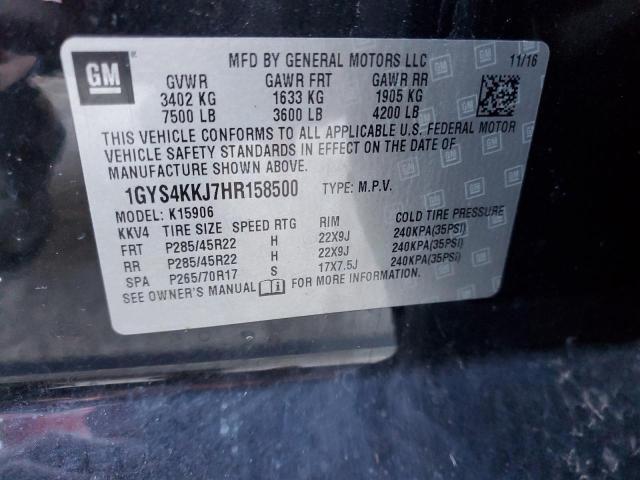 GM
MFD BY GENERAL MOTORS LLC 11/16
GVWR GAWR FRT GAWR RR
3402 KG 1633 KG 1905 KG
7500 LB 3600 LB 4200 LB
THIS VEHICLE CONFORMS TO ALL APPLICABLE U.S. FEDERAL MOTOR
VEHICLE SAFETY STANDARDS IN EFFECT ON THE DATE OF
MANUFACTURE SHOWN ABOVE.
1GYS4KKJ7HR158500 TYPE: M.P.V.
MODEL: K15906
KKV4 TIRE SIZE SPEED RTG RIM COLD TIRE PRESSURE
FRT P285/45R22 H 22X9J 240KPA(35PSI)
RR P285/45R22 H 22X9J 240KPA(35PSI)
SPA P265/70R17 S 17X7.5J 240KPA(35PSI)
SEE OWNER'S MANUAL FOR MORE INFORMATION.